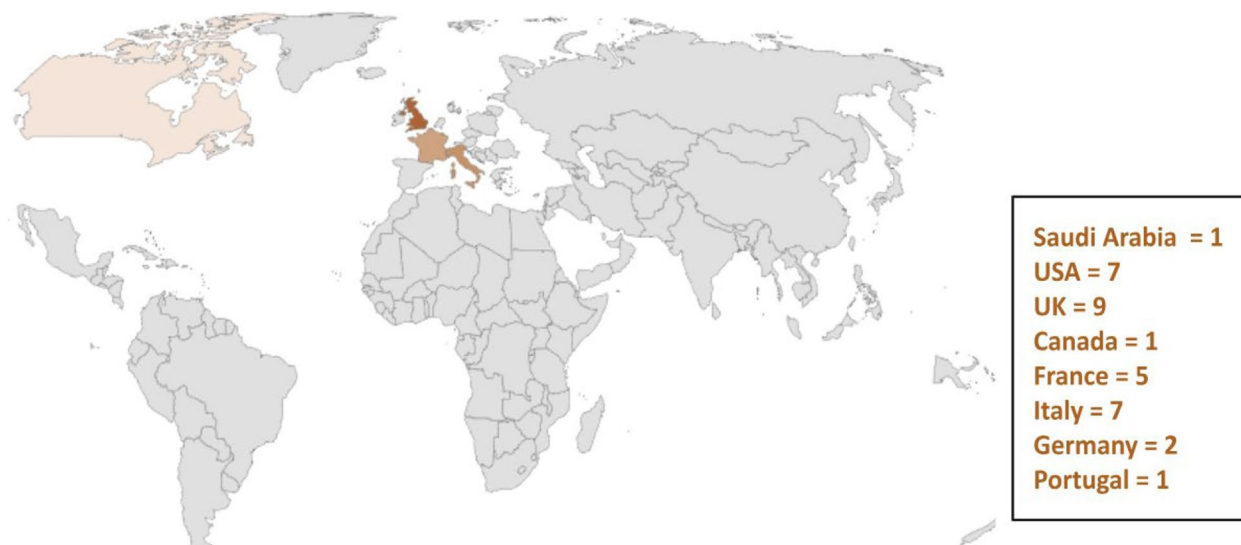 Saudi Arabia = 1
USA = 7
UK = 9
Canada = 1
France = 5
Italy = 7
Germany = 2
Portugal = 1